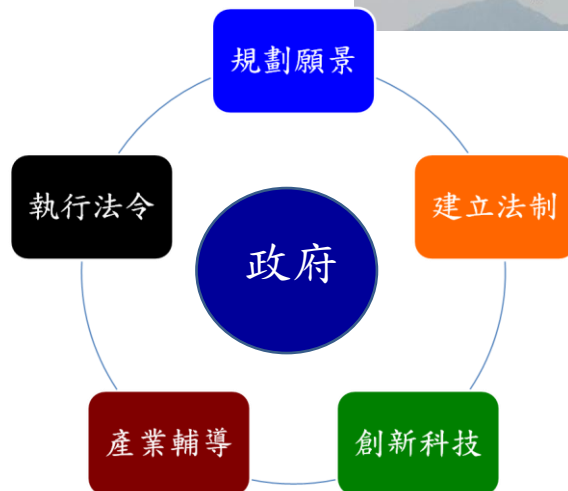 規劃願景
執行法令
建立法制
政府
產業輔導
創新科技